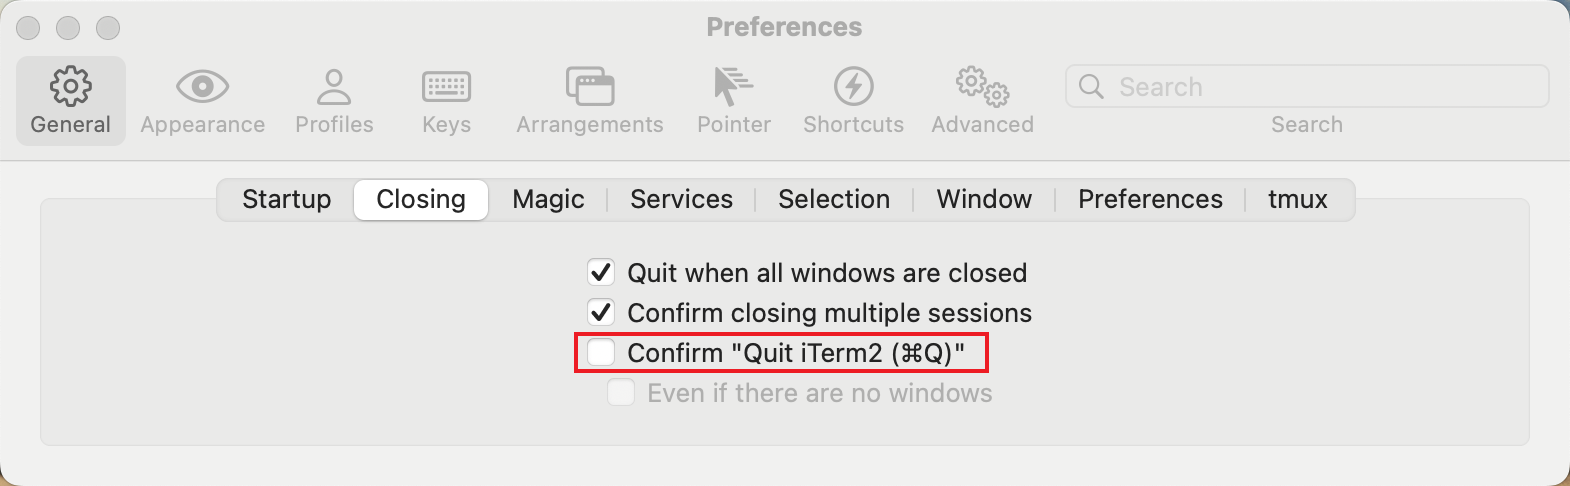 Preferences
General Appearance Profiles Keys Arrangements Pointer Shortcuts Advanced Search
Search
Startup Closing Magic Services Selection Window Preferences tmux
Quit when all windows are closed
Confirm closing multiple sessions
Confirm "Quit iTerm2 (⌘Q)"
Even if there are no windows